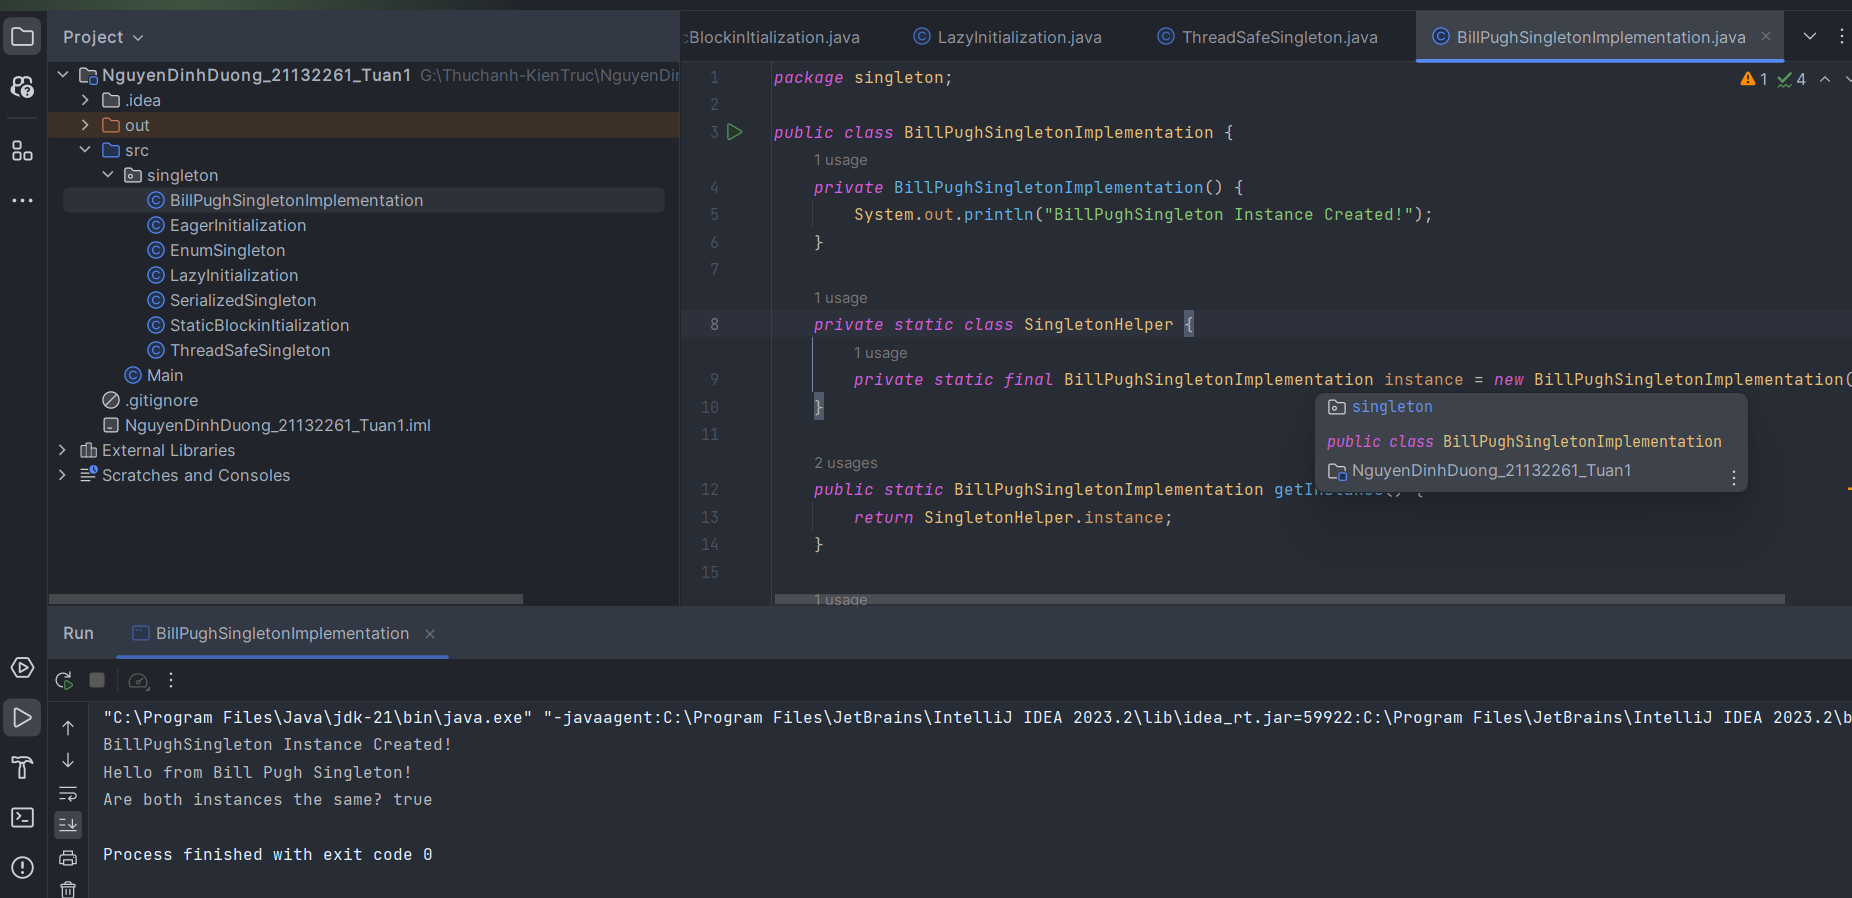 Project
NguyenDinhDuong_21132261_Tuan1 G:\Thuchanh-KienTruc\NguyenDin
.idea
out
src
singleton
BillPughSingletonImplementation
EagerInitialization
EnumSingleton
LazyInitialization
SerializedSingleton
StaticBlockinItialization
ThreadSafeSingleton
Main
.gitignore
NguyenDinhDuong_21132261_Tuan1.iml
External Libraries
Scratches and Consoles
cBlockinItialization.java LazyInitialization.java ThreadSafeSingleton.java BillPughSingletonImplementation.java
1 package singleton; 1 4
2
3 public class BillPughSingletonImplementation {
1 usage
4 private BillPughSingletonImplementation() {
5 System.out.println("BillPughSingleton Instance Created!");
6 }
7
1 usage
8 private static class SingletonHelper {
1 usage
9 private static final BillPughSingletonImplementation instance = new BillPughSingletonImplementation(
10 }
11
2 usages
12 public static BillPughSingletonImplementation getInstance() {
13 return SingletonHelper.instance;
14 }
15
1 usage
singleton
public class BillPughSingletonImplementation
NguyenDinhDuong_21132261_Tuan1
Run BillPughSingletonImplementation
"C:\Program Files\Java\jdk-21\bin\java.exe" "-javaagent:C:\Program Files\JetBrains\IntelliJ IDEA 2023.2\lib\idea_rt.jar=59922:C:\Program Files\JetBrains\IntelliJ IDEA 2023.2\b
BillPughSingleton Instance Created!
Hello from Bill Pugh Singleton!
Are both instances the same? true
Process finished with exit code 0